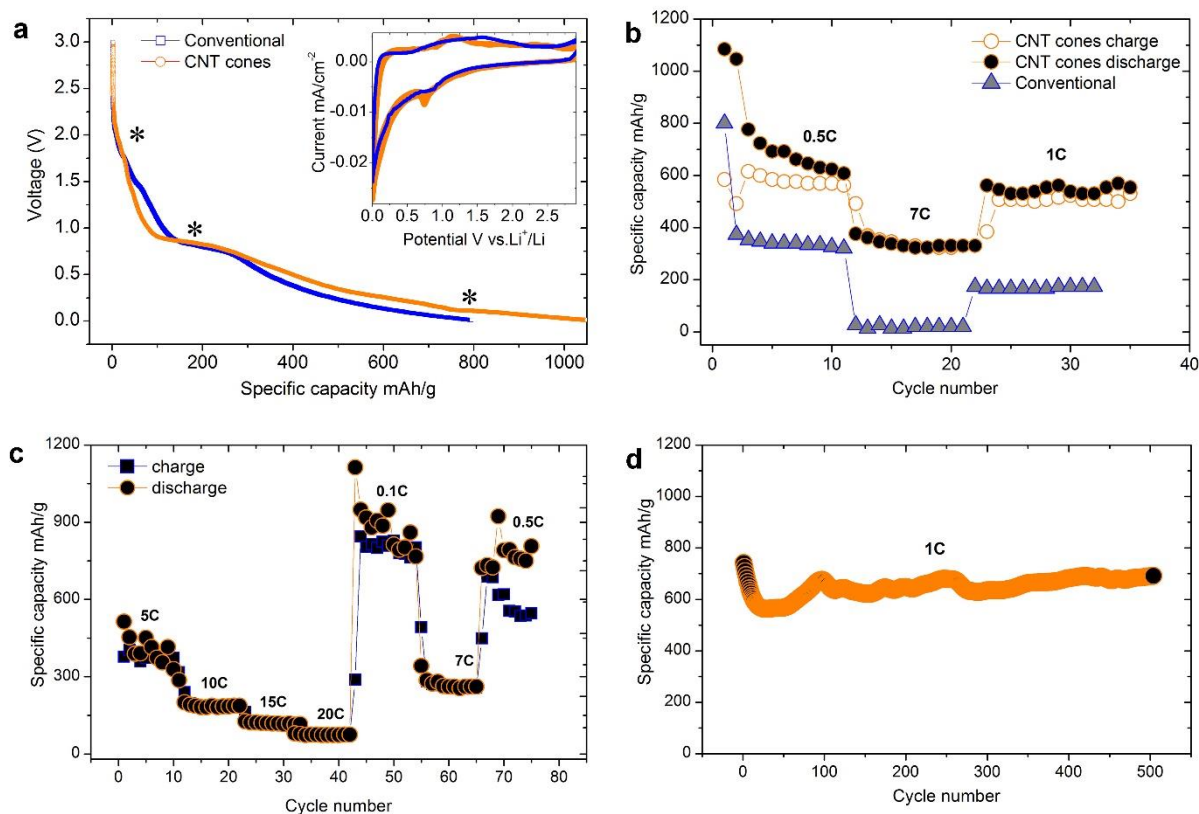 a
Conventional
CNT cones
3.0
2.5
2.0
1.5
1.0
0.5
0.0
Voltage (V)
*
*
*
0 200 400 600 800 1000
Specific capacity mAh/g
0.00
-0.01
-0.02
Current mA/cm-2
0.0 0.5 1.0 1.5 2.0 2.5
Potential V vs.Li+/Li
b
CNT cones charge
CNT cones discharge
Conventional
1200
1000
800
600
400
200
0
Specific capacity mAh/g
0.5C
7C
1C
0 10 20 30 40
Cycle number
c
charge
discharge
1200
900
600
300
0
Specific capacity mAh/g
5C
10C
15C
20C
0.1C
7C
0.5C
0 10 20 30 40 50 60 70 80
Cycle number
d
1200
1000
800
600
400
200
0
Specific capacity mAh/g
1C
0 100 200 300 400 500
Cycle number